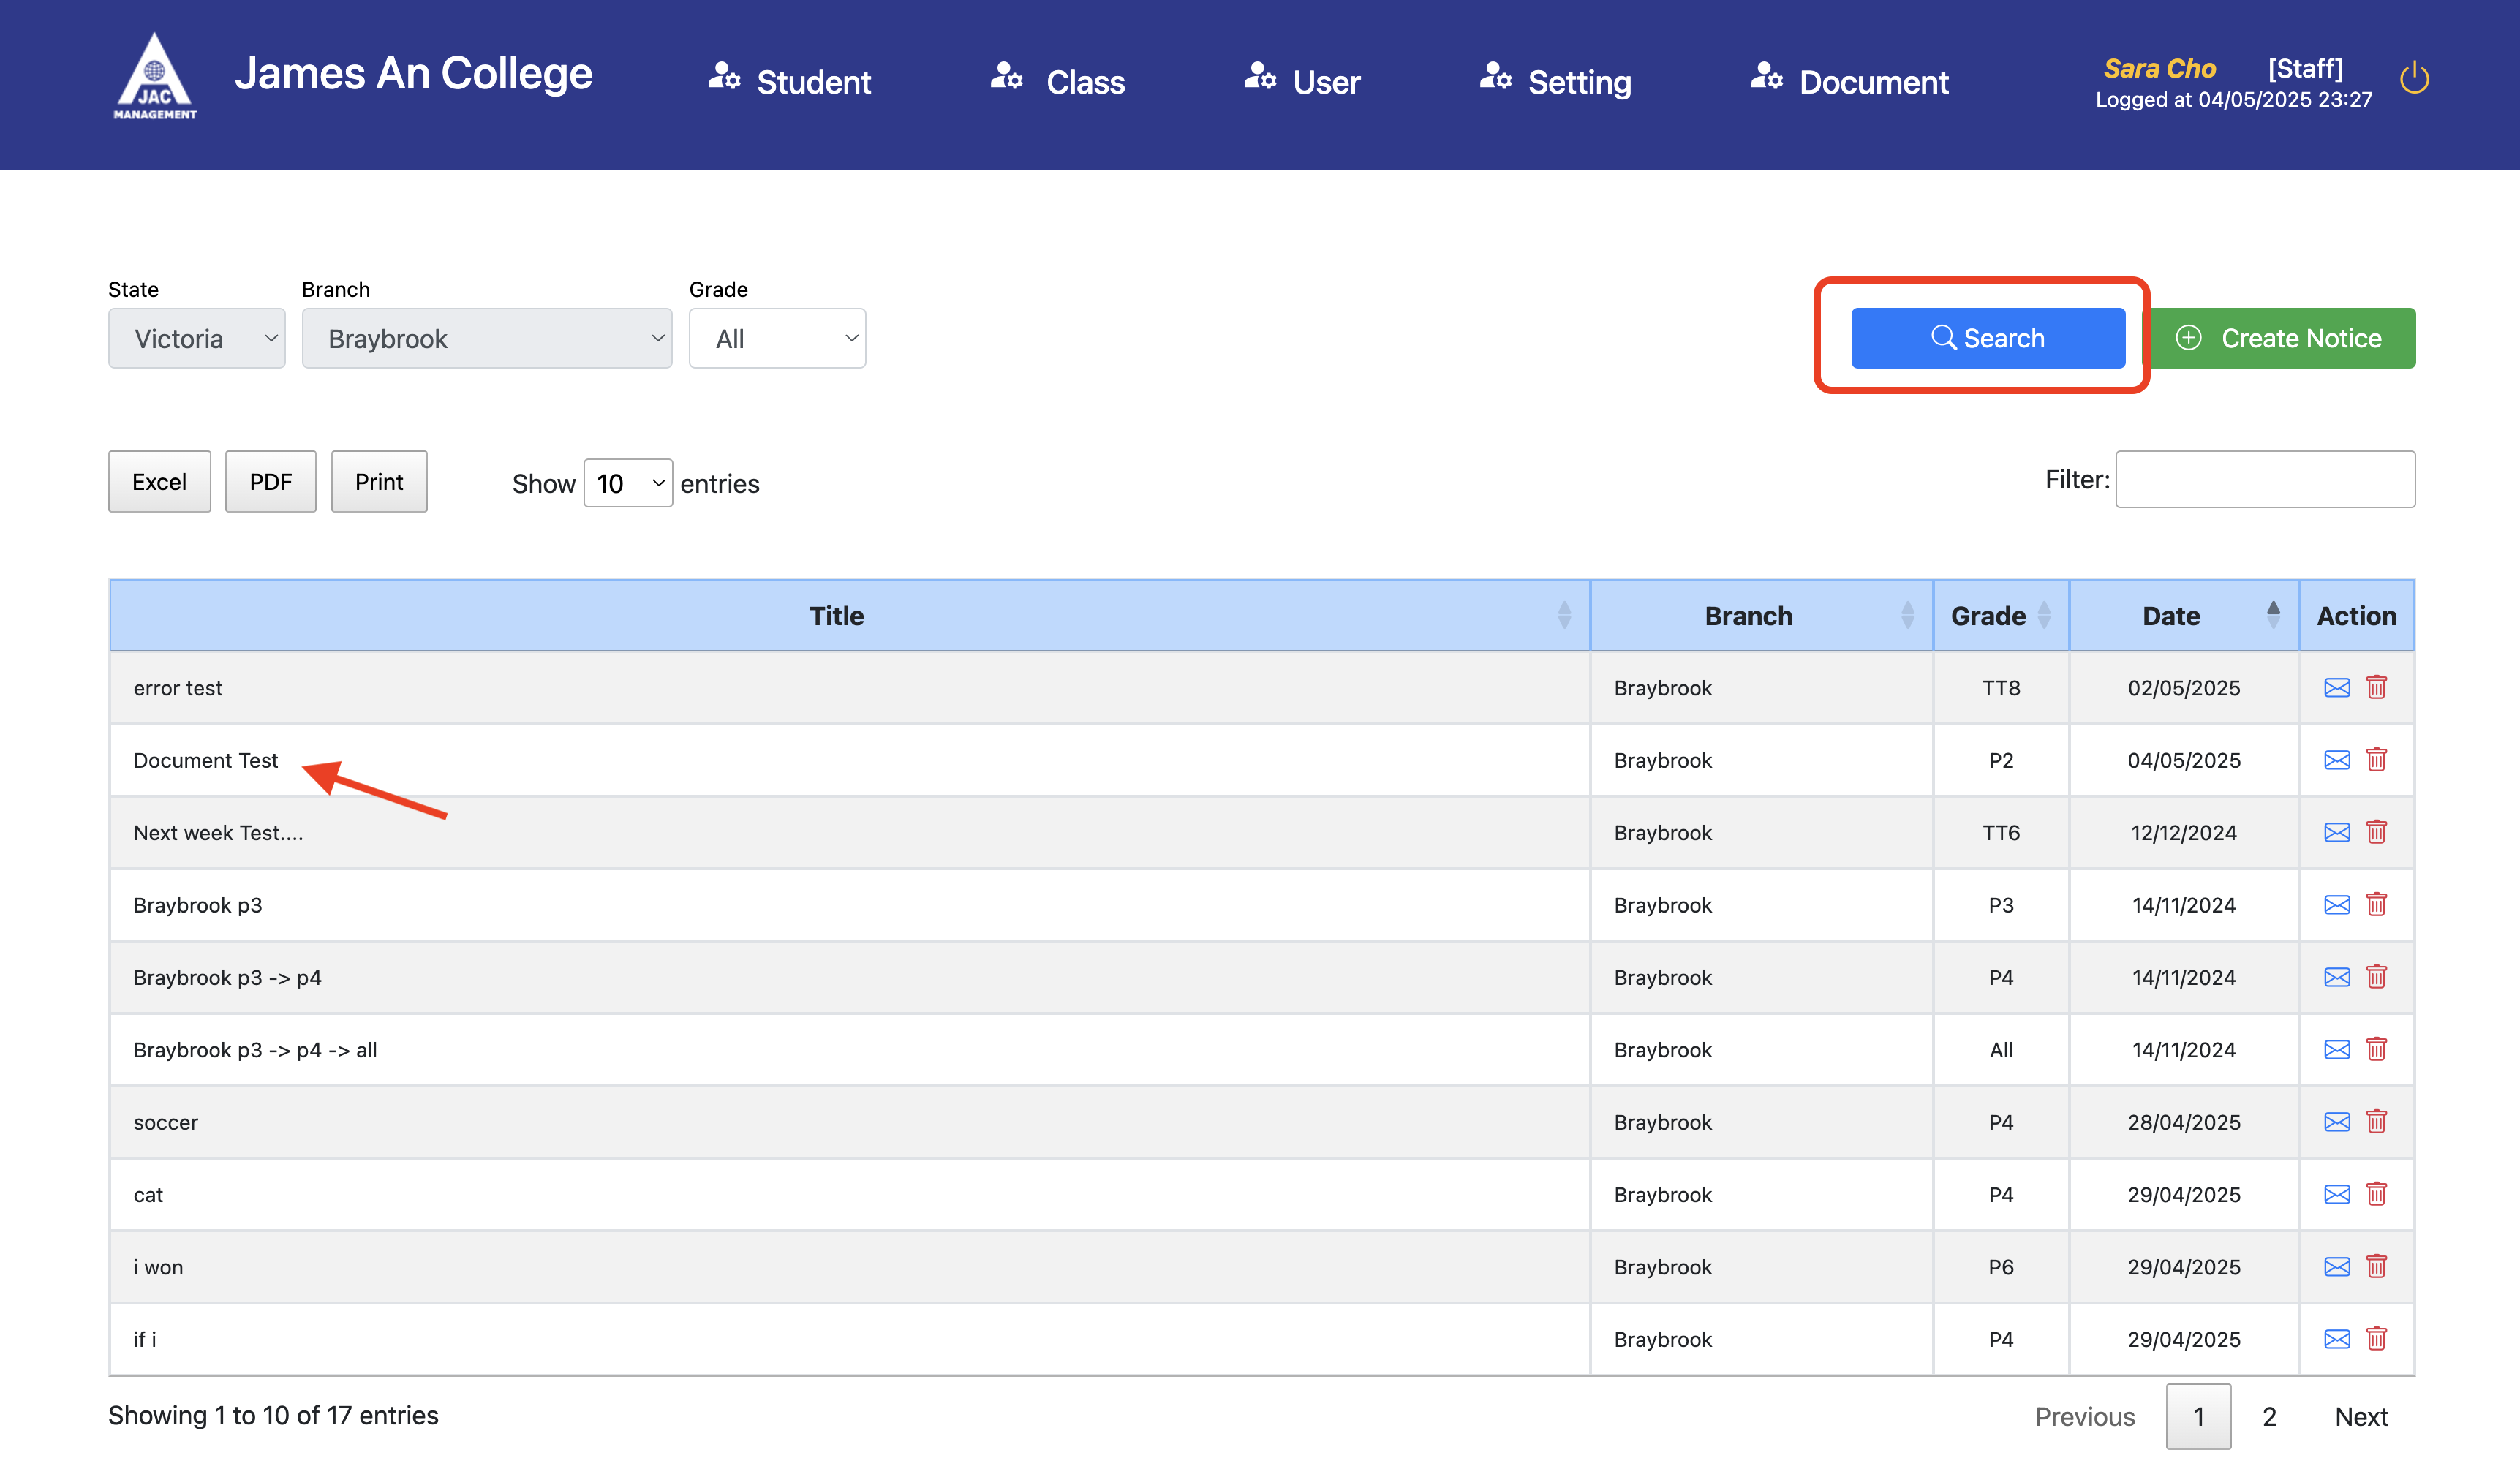 James An College
JAC
MANAGEMENT
Student
Class
User
Setting
Document
Sara Cho [Staff]
Logged at 04/05/2025 23:27
State Branch Grade
Victoria Braybrook All
Search
Create Notice
Excel PDF Print
Show 10 entries
Filter:
Title Branch Grade Date Action
error test Braybrook TT8 02/05/2025
Document Test Braybrook P2 04/05/2025
Next week Test.... Braybrook TT6 12/12/2024
Braybrook p3 Braybrook P3 14/11/2024
Braybrook p3 -> p4 Braybrook P4 14/11/2024
Braybrook p3 -> p4 -> all Braybrook All 14/11/2024
soccer Braybrook P4 28/04/2025
cat Braybrook P4 29/04/2025
i won Braybrook P6 29/04/2025
if i Braybrook P4 29/04/2025
Showing 1 to 10 of 17 entries
Previous 1 2 Next